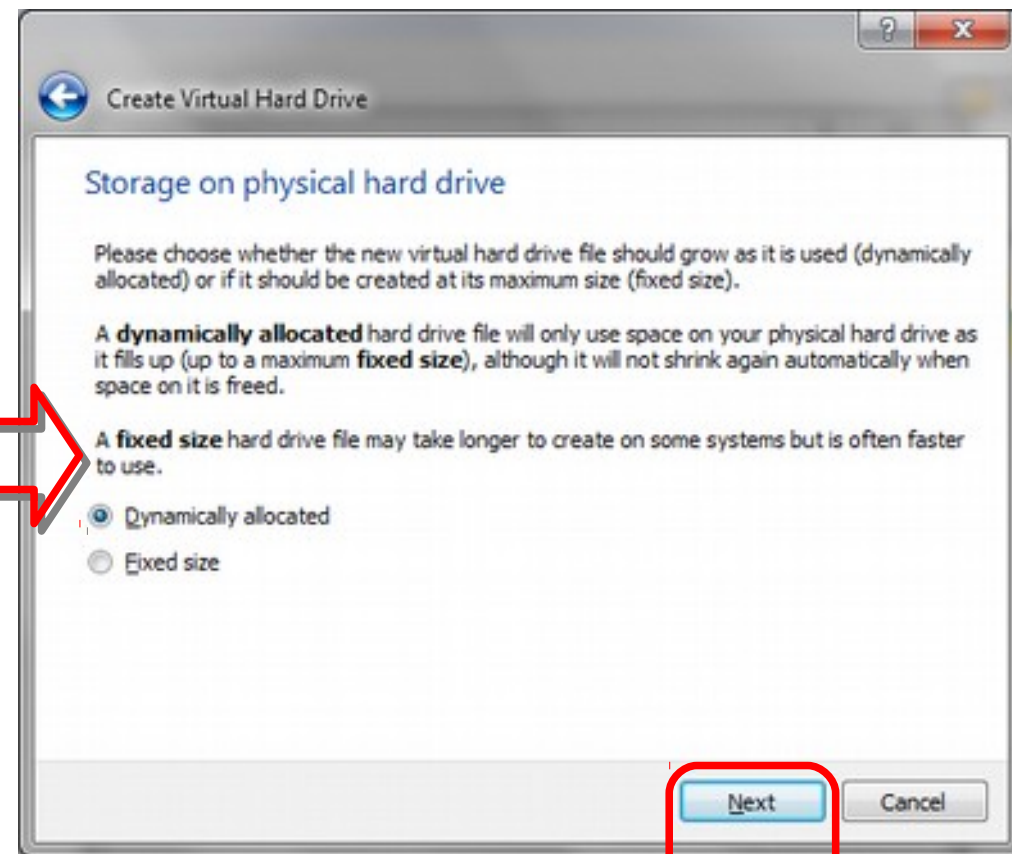 ?
x
Create Virtual Hard Drive
Storage on physical hard drive
Please choose whether the new virtual hard drive file should grow as it is used (dynamically
allocated) or if it should be created at its maximum size (fixed size).
A dynamically allocated hard drive file will only use space on your physical hard drive as
it fills up (up to a maximum fixed size), although it will not shrink again automatically when
space on it is freed.
A fixed size hard drive file may take longer to create on some systems but is often faster
to use.
Dynamically allocated
Fixed size
Next
Cancel